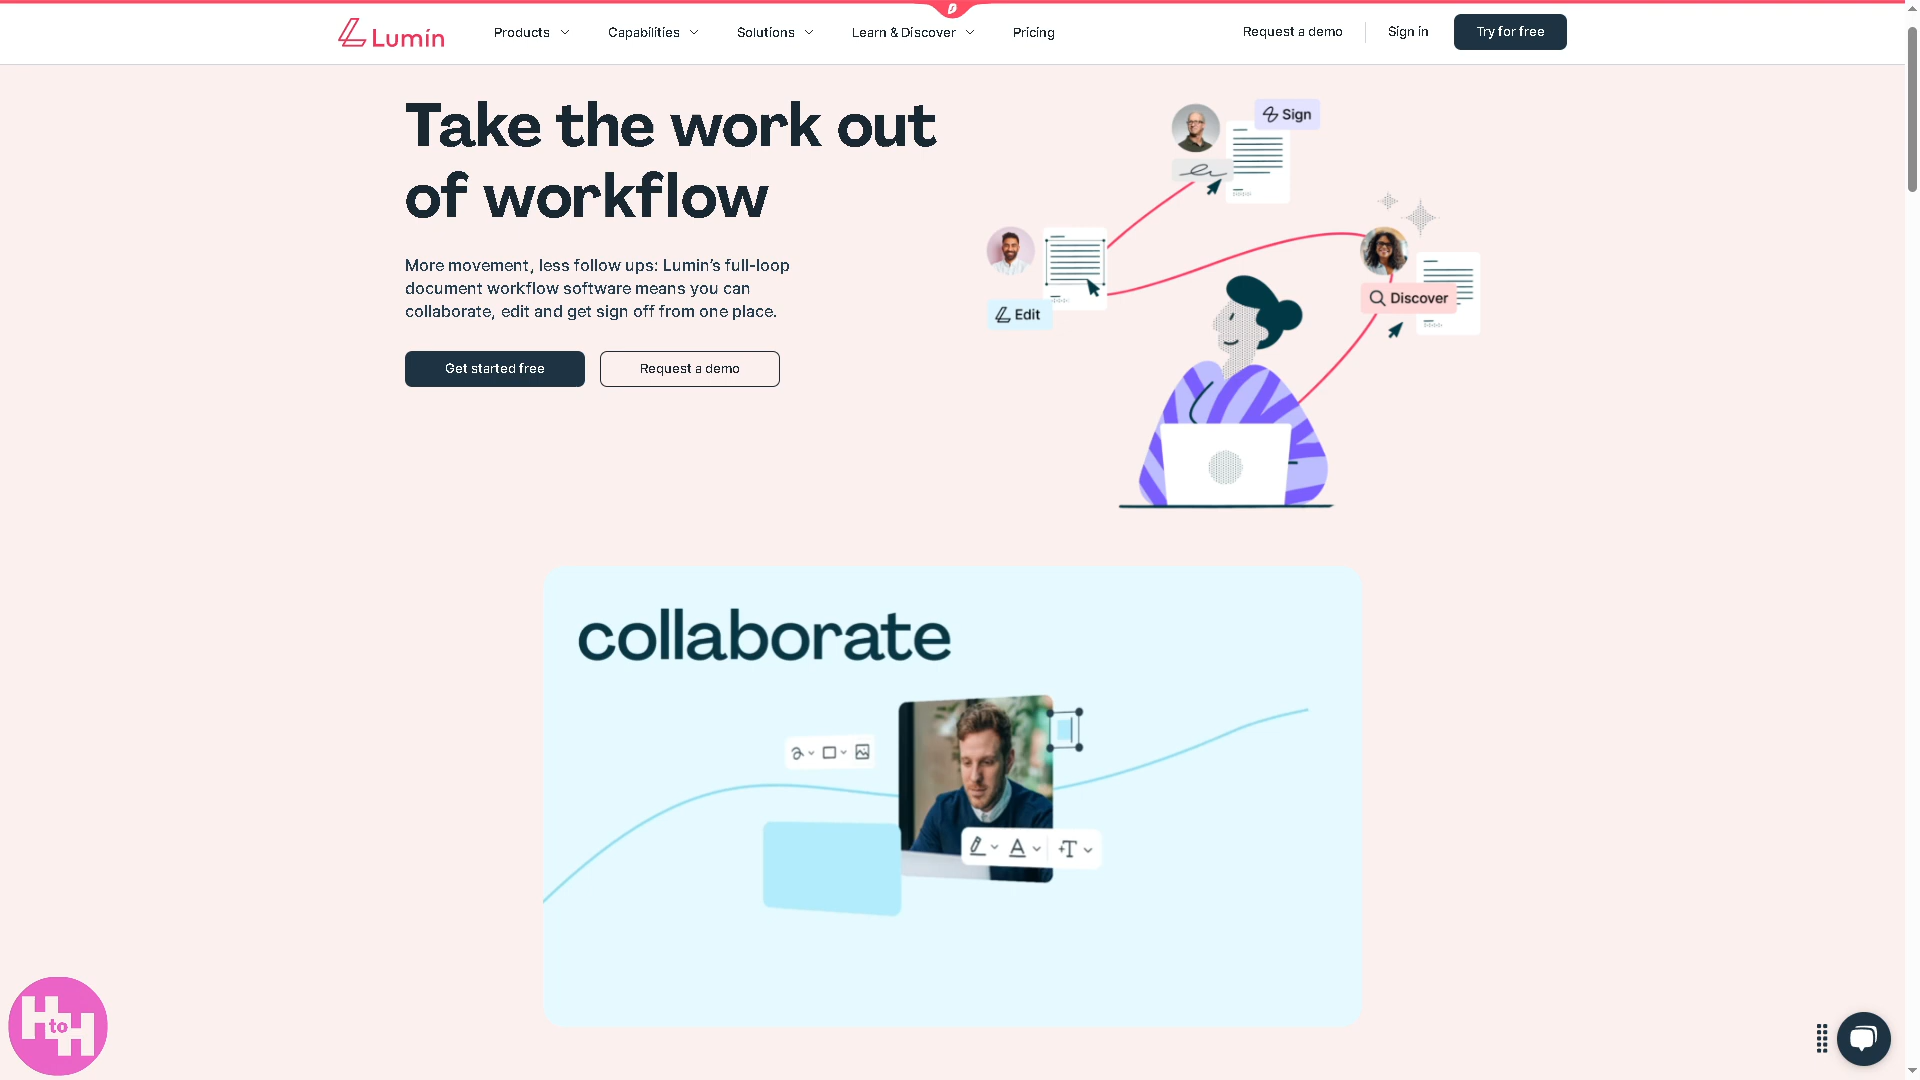 Lumin
Products
Capabilities
Solutions
Learn & Discover
Pricing
Request a demo
Sign in
Try for free
Take the work out
of workflow
More movement, less follow ups: Lumin’s full-loop
document workflow software means you can
collaborate, edit and get sign off from one place.
Get started free
Request a demo
Sign
Edit
Discover
collaborate
A
T
H to H